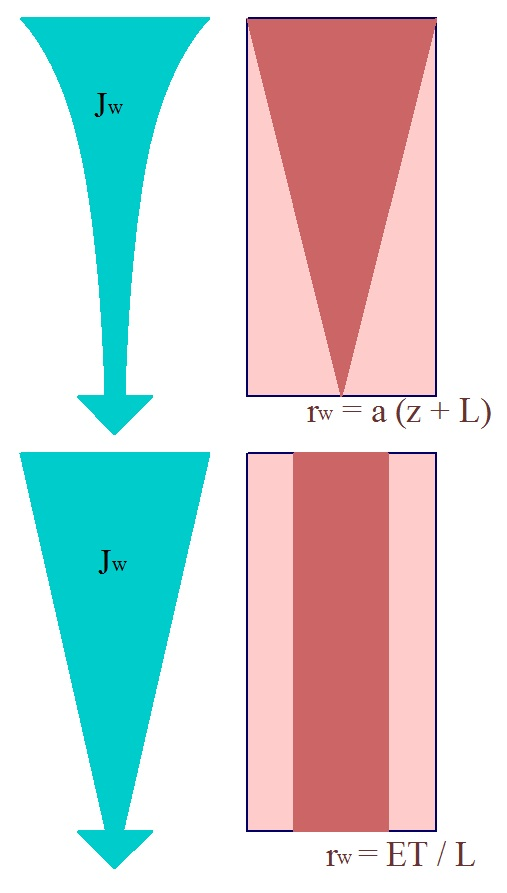 Jw
rw = a (z + L)
Jw
rw = ET / L